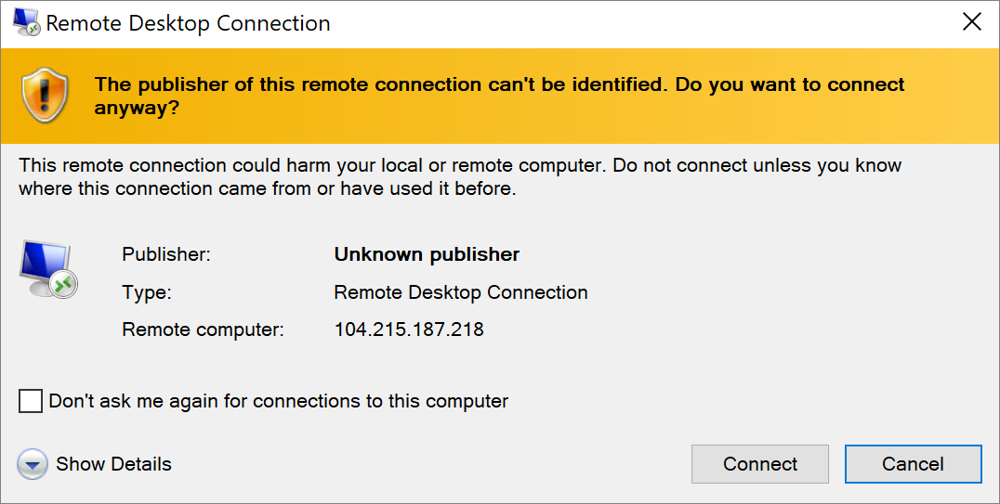 Remote Desktop Connection
The publisher of this remote connection can't be identified. Do you want to connect
anyway?
This remote connection could harm your local or remote computer. Do not connect unless you know
where this connection came from or have used it before.
Publisher: Unknown publisher
Type: Remote Desktop Connection
Remote computer: 104.215.187.218
Don't ask me again for connections to this computer
Show Details Connect Cancel